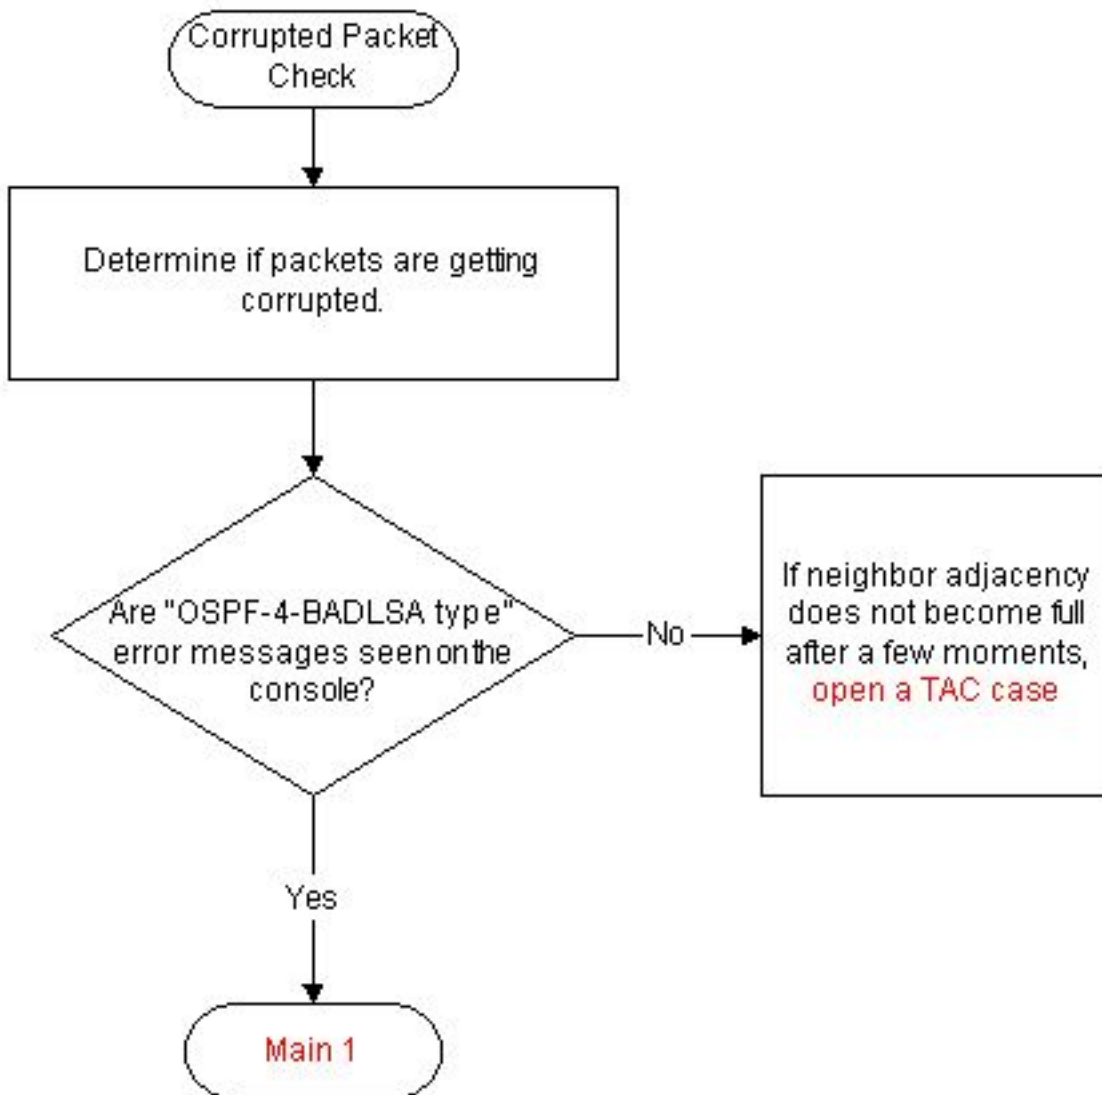 Corrupted Packet
Check
Determine if packets are getting
corrupted.
Are "OSPF-4-BADLSA type"
error messages seen on the
console?
No
If neighbor adjacency
does not become full
after a few moments,
open a TAC case
Yes
Main 1